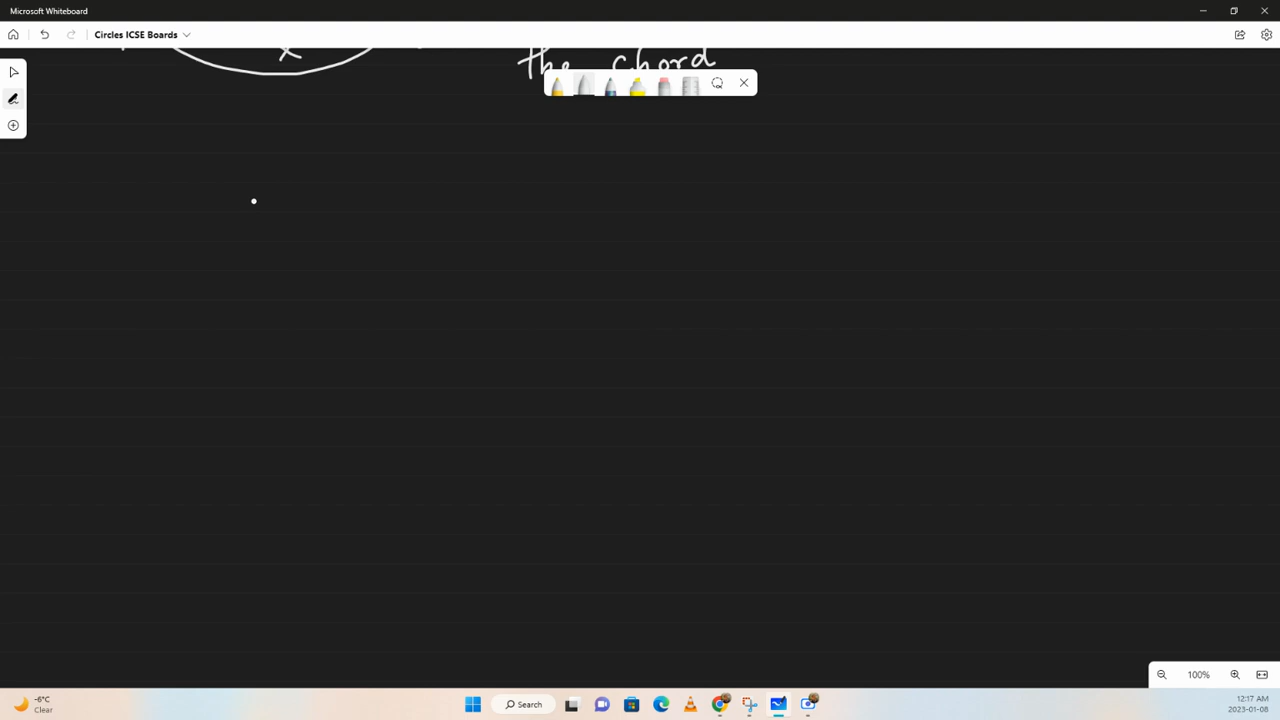 Microsoft Whiteboard
Circles ICSE Boards
x
the chord
100%
-6°C
Clear
Search
12:17 AM
2023-01-08